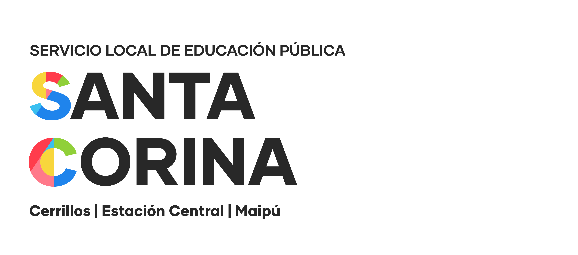 SERVICIO LOCAL DE EDUCACIÓN PÚBLICA
SANTA
CORINA
Cerrillos | Estación Central | Maipú